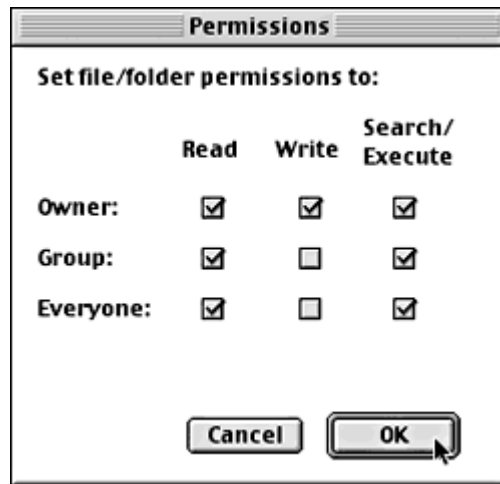 Permissions
Set file/folder permissions to:
Search/
Read Write Execute
Owner:
Group:
Everyone:
Cancel OK